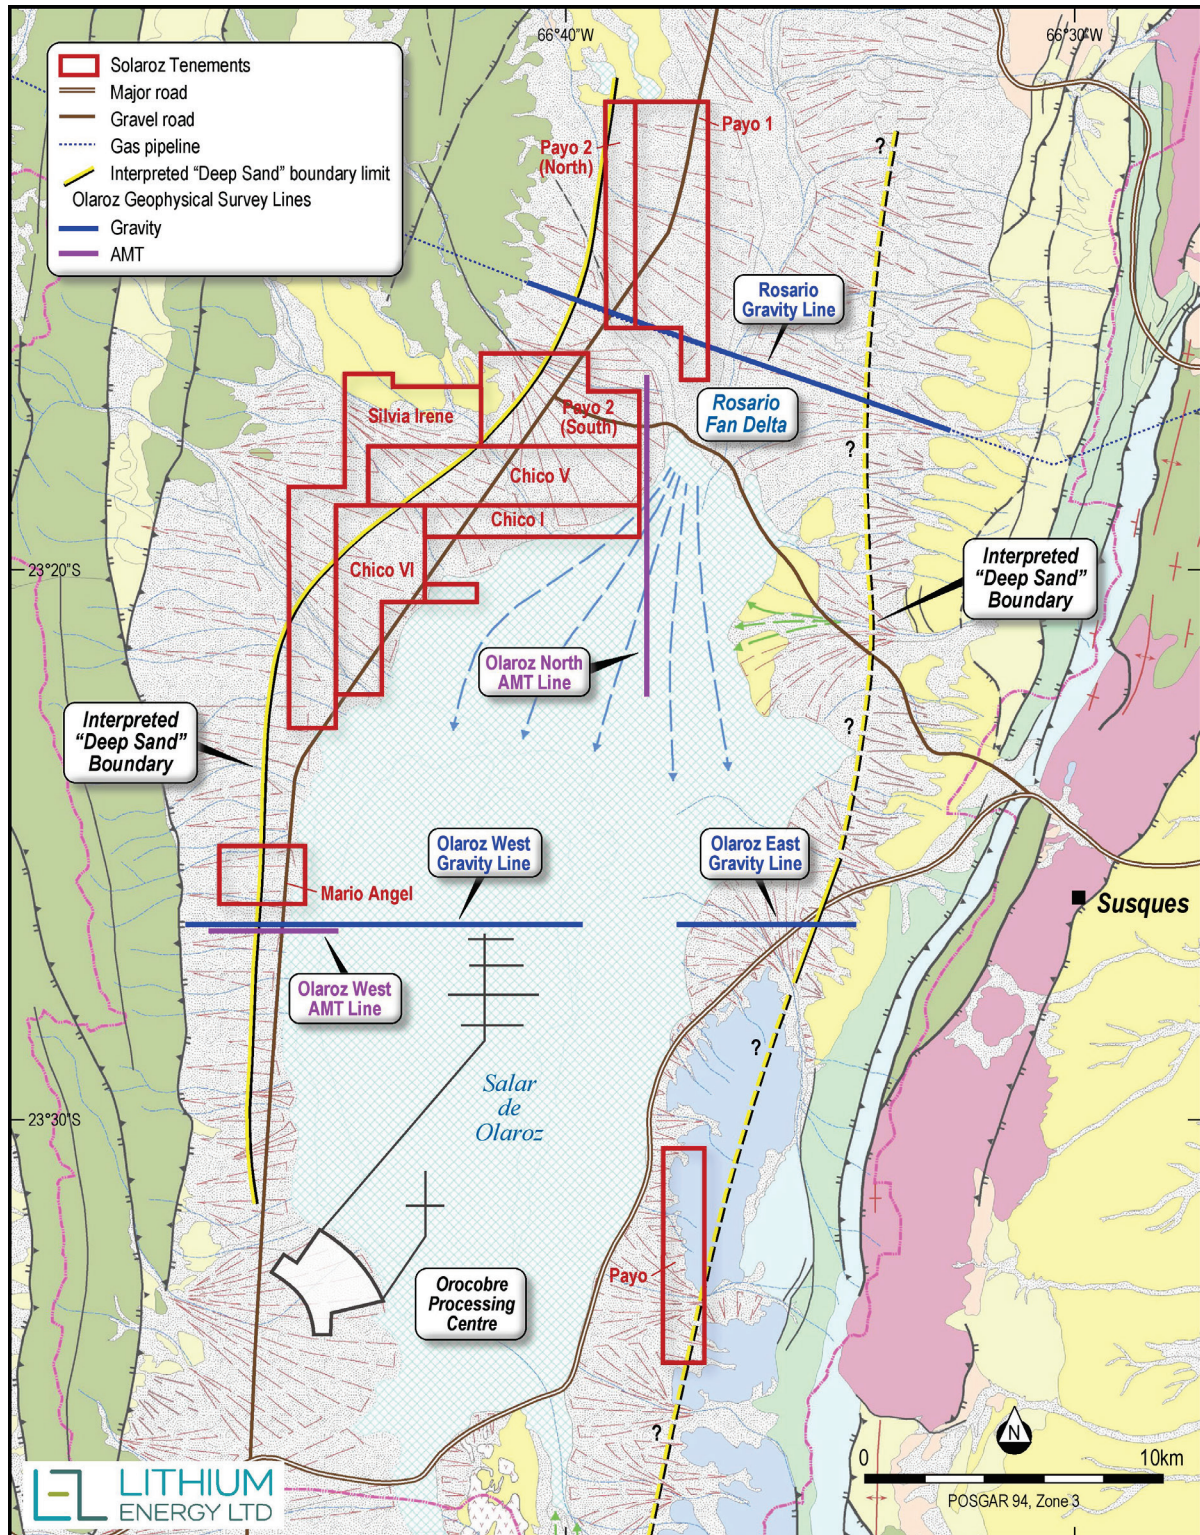 66°40"W
66°30"W
Solaroz Tenements
Major road
Gravel road
Gas pipeline
Interpreted “Deep Sand” boundary limit
Olaroz Geophysical Survey Lines
Gravity
AMT
Payo 1
Payo 2
(North)
?
Rosario
Gravity Line
Rosario
Fan Delta
Silvia Irene
Payo 2
(South)
?
Chico V
Chico I
Interpreted
“Deep Sand”
Boundary
23°20"S
Chico VI
Olaroz North
AMT Line
Interpreted
“Deep Sand”
Boundary
?
Olaroz West
Gravity Line
Olaroz East
Gravity Line
Mario Angel
Susques
Olaroz West
AMT Line
?
Salar
de
Olaroz
23°30"S
Payo
Orocobre
Processing
Centre
?
N
0
10km
POSGAR 94, Zone 3
LITHIUM
ENERGY LTD